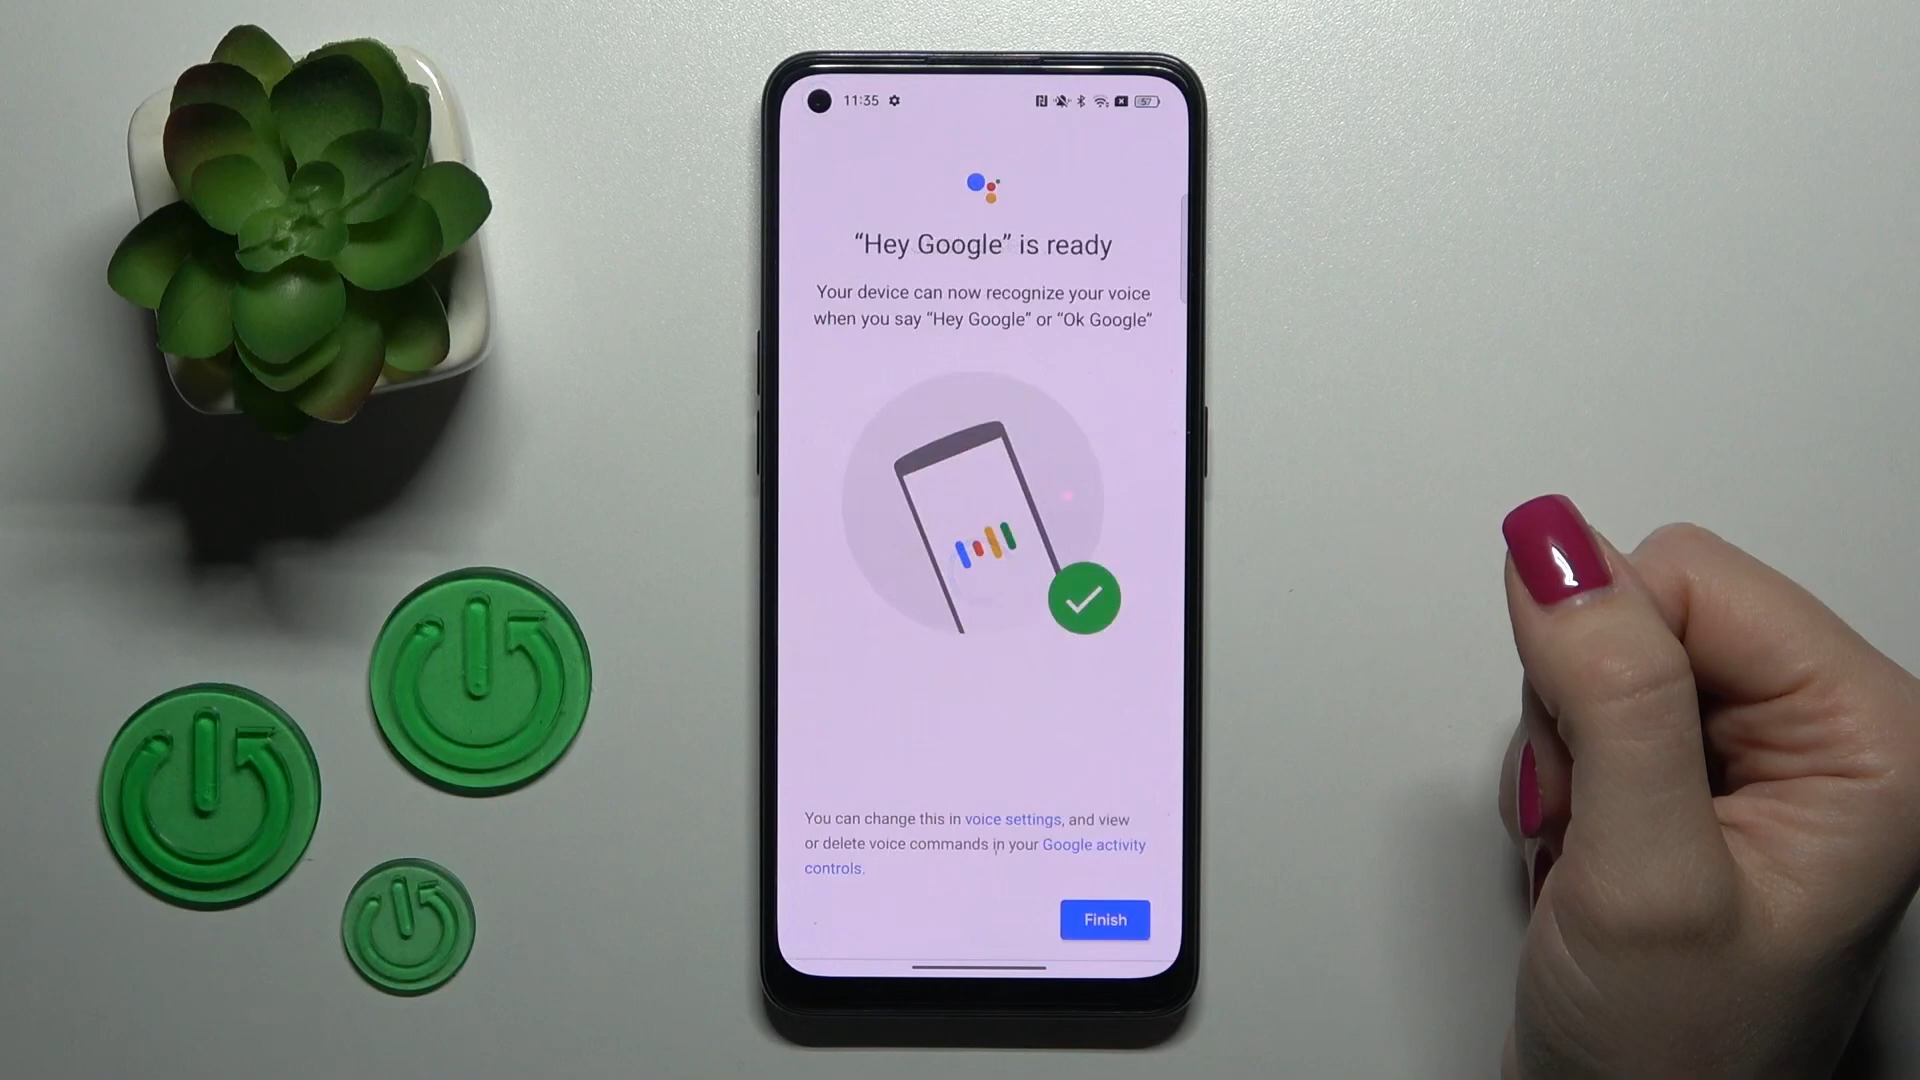 11:35
57
“Hey Google” is ready
Your device can now recognize your voice
when you say “Hey Google” or “Ok Google”
You can change this in voice settings, and view
or delete voice commands in your Google activity
controls.
Finish